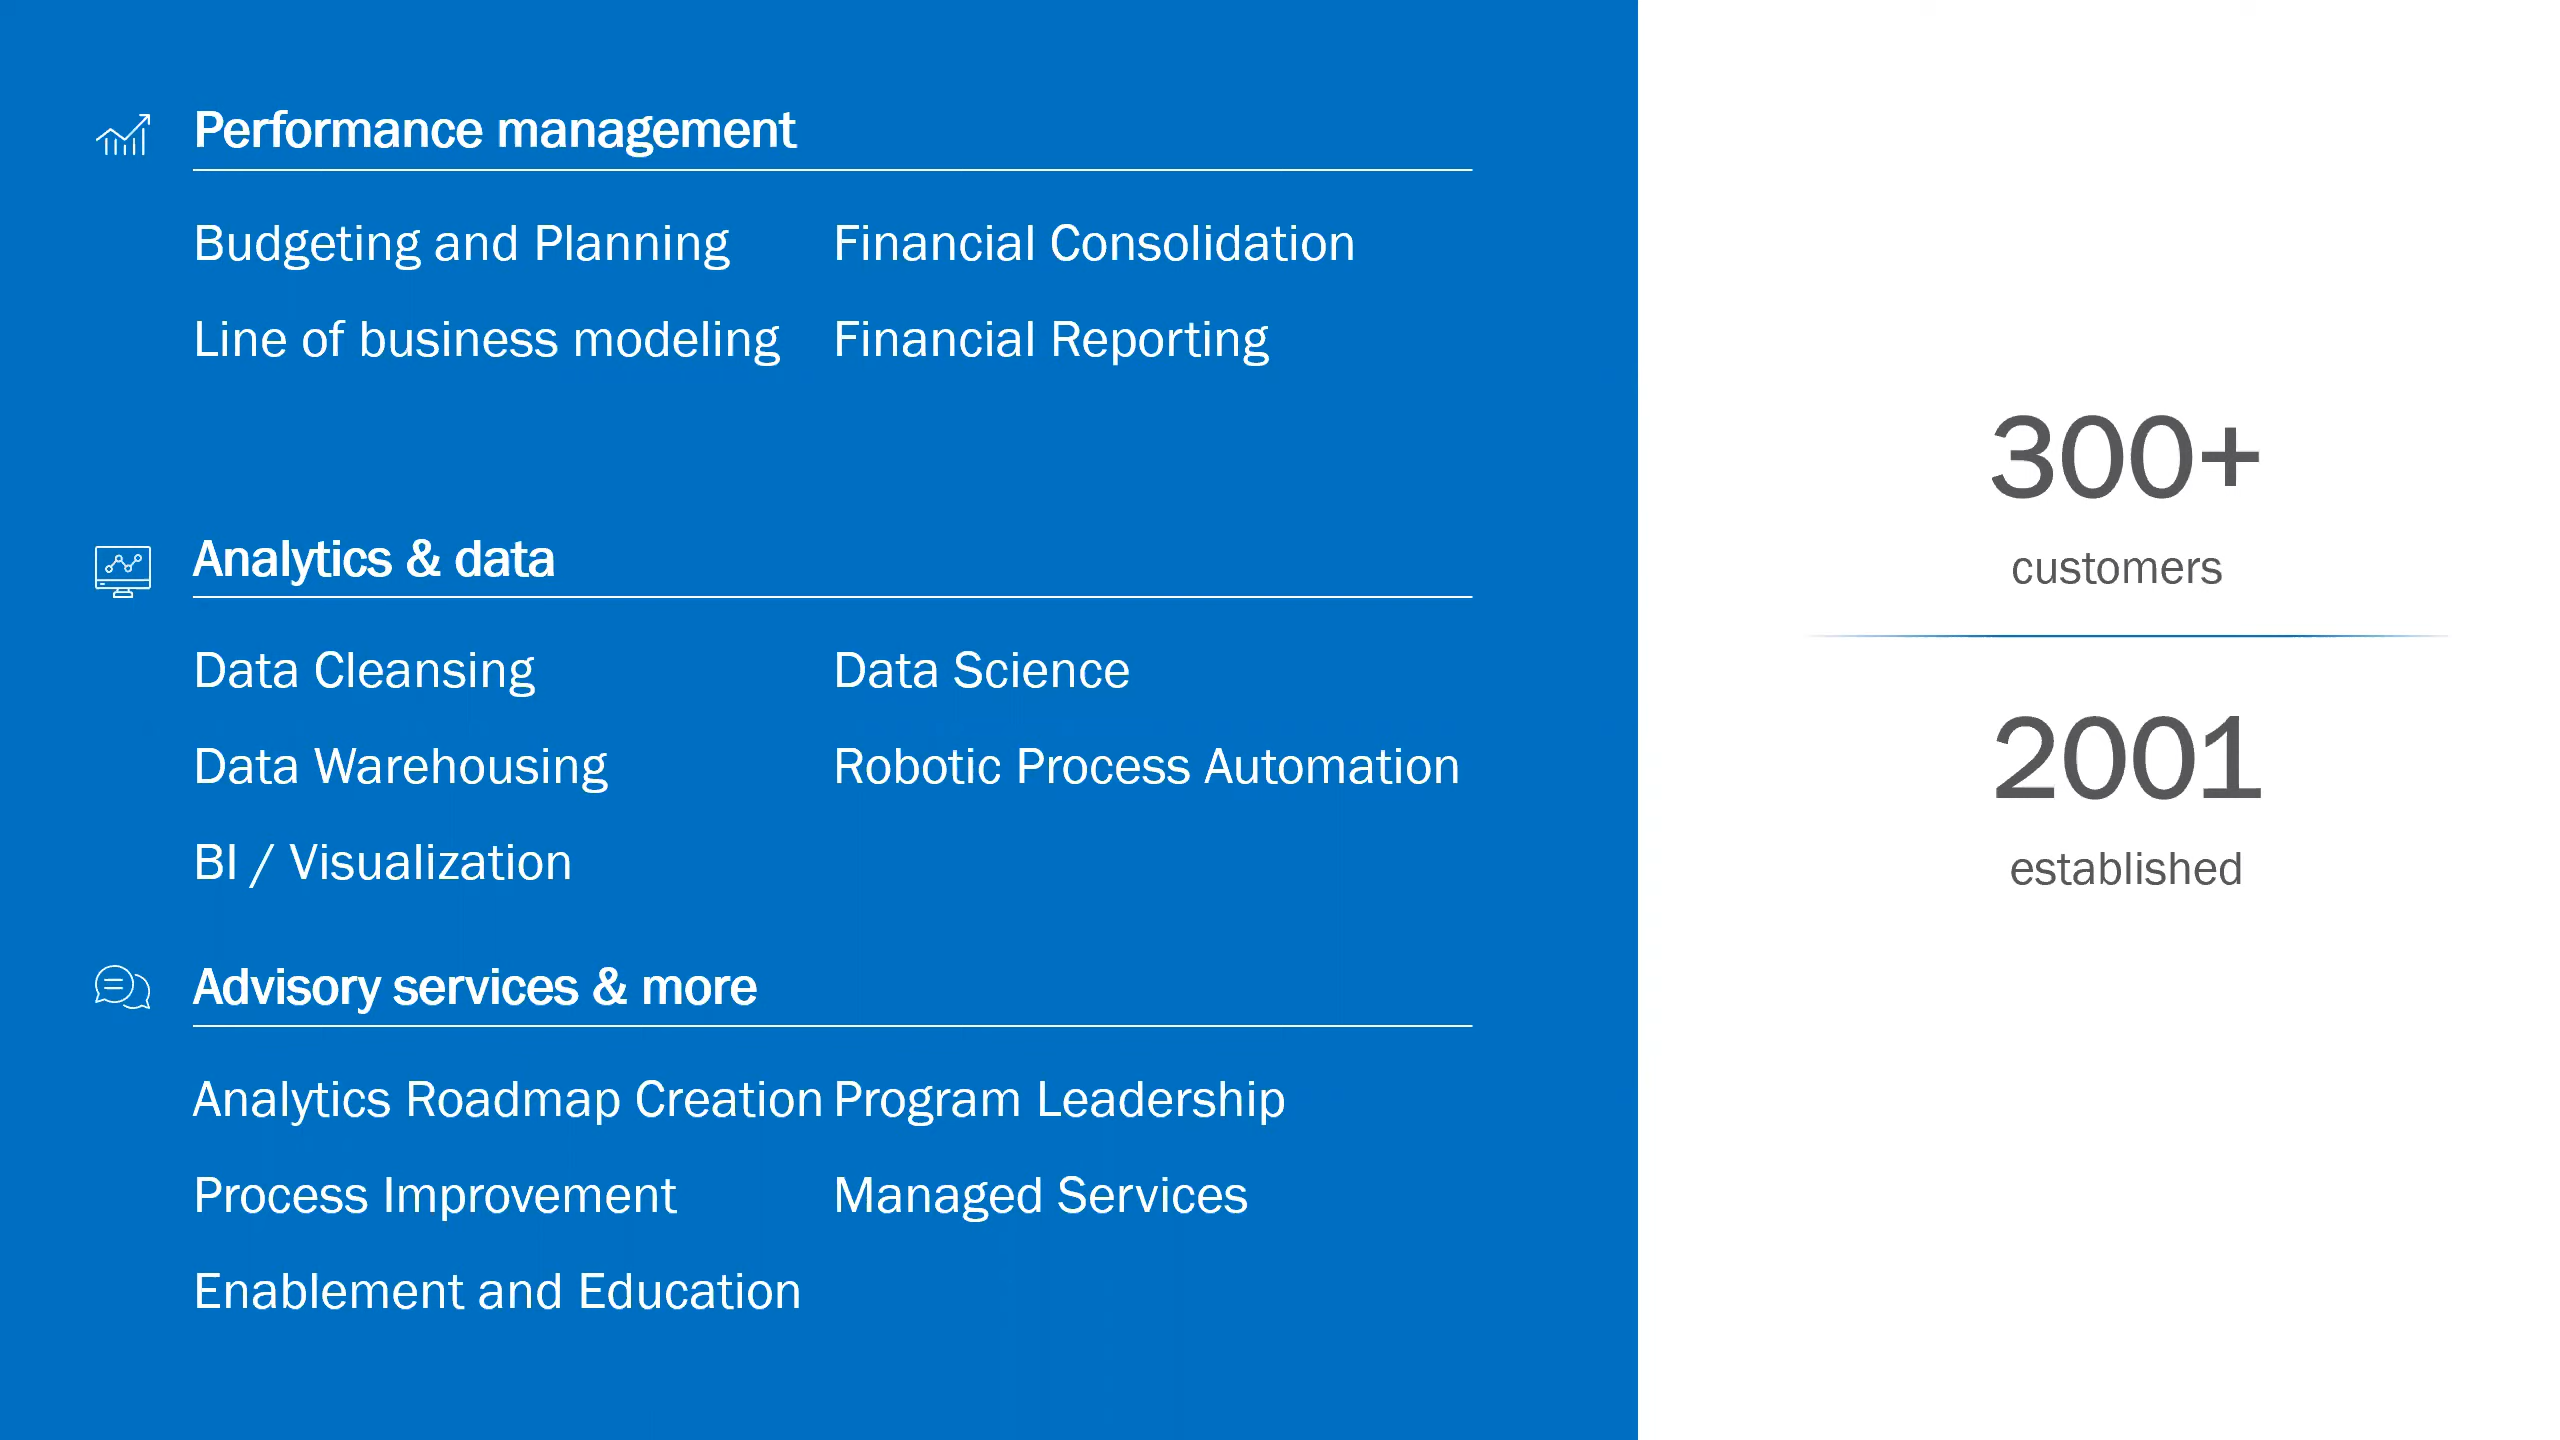 Performance management
Budgeting and Planning
Financial Consolidation
Line of business modeling
Financial Reporting
Analytics & data
Data Cleansing
Data Science
Data Warehousing
Robotic Process Automation
BI / Visualization
Advisory services & more
Analytics Roadmap Creation
Program Leadership
Process Improvement
Managed Services
Enablement and Education
300+
customers
2001
established